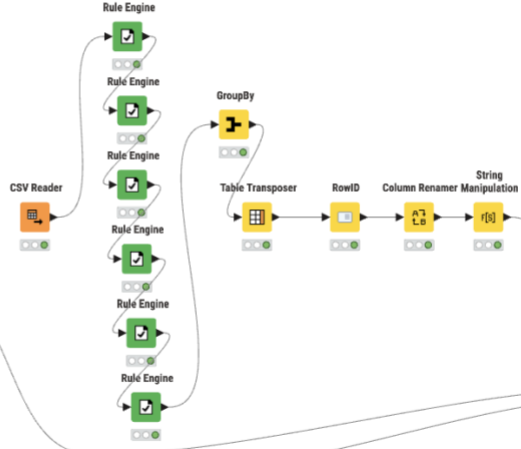 Rule Engine
Rule Engine
GroupBy
Rule Engine
CSV Reader
Table Transposer
RowID
Column Renamer
String
Manipulation
A
B
r[s]
Rule Engine
Rule Engine
Rule Engine